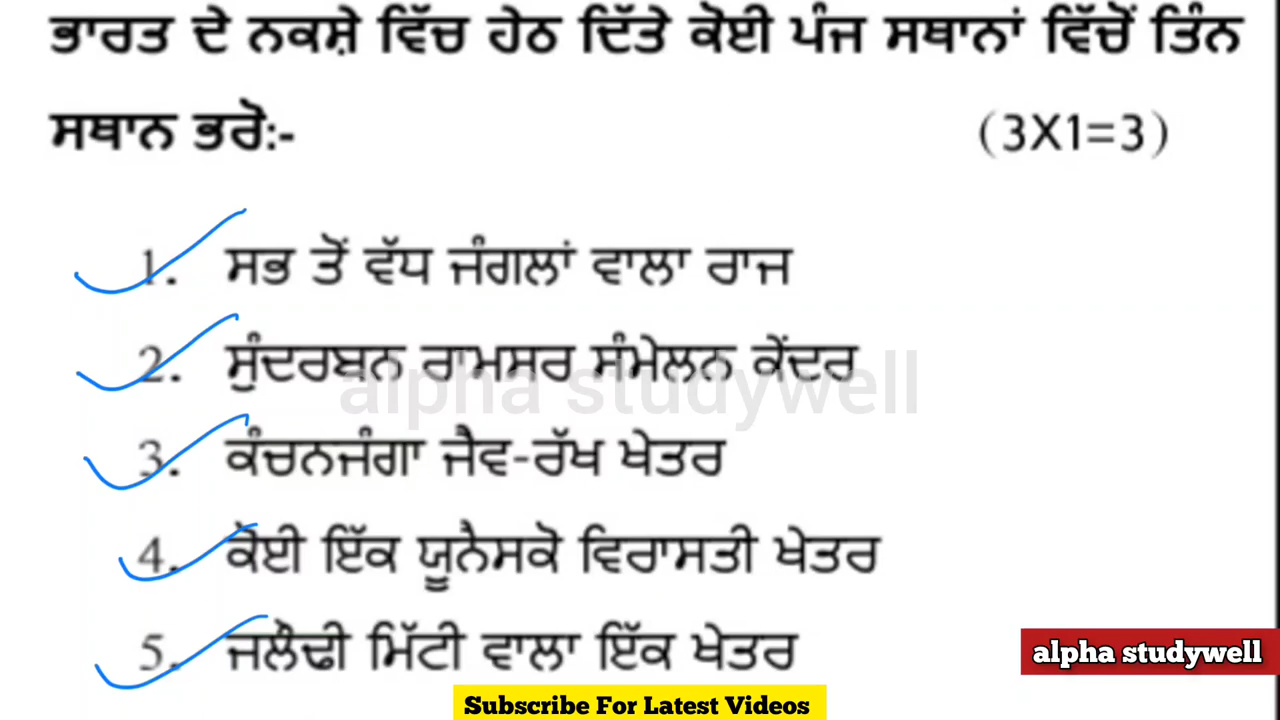 ਭਾਰਤ ਦੇ ਨਕਸ਼ੇ ਵਿੱਚ ਹੇਠ ਦਿੱਤੇ ਕੋਈ ਪੰਜ ਸਥਾਨਾਂ ਵਿੱਚੋਂ ਤਿੰਨ
ਸਥਾਨ ਭਰੋ:- (3X1=3)
1. ਸਭ ਤੋਂ ਵੱਧ ਜੰਗਲਾਂ ਵਾਲਾ ਰਾਜ
2. ਸੁੰਦਰਬਨ ਰਾਮਸਰ ਸੰਮੇਲਨ ਕੇਂਦਰ
alpha studywell
3. ਕੰਚਨਜੰਗਾ ਜੈਵ-ਰੱਖ ਖੇਤਰ
4. ਕੋਈ ਇੱਕ ਯੂਨੈਸਕੋ ਵਿਰਾਸਤੀ ਖੇਤਰ
5. ਜਲੌਢੀ ਮਿੱਟੀ ਵਾਲਾ ਇੱਕ ਖੇਤਰ
alpha studywell
Subscribe For Latest Videos